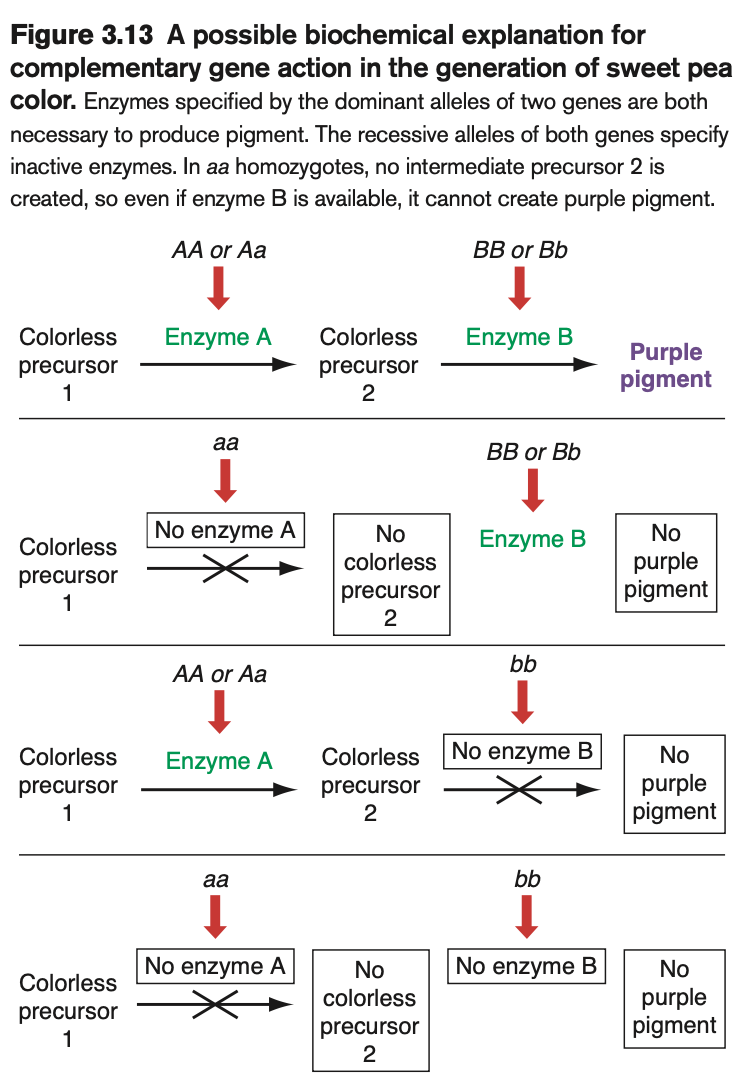 Figure 3.13 A possible biochemical explanation for
complementary gene action in the generation of sweet pea
color. Enzymes specified by the dominant alleles of two genes are both
necessary to produce pigment. The recessive alleles of both genes specify
inactive enzymes. In aa homozygotes, no intermediate precursor 2 is
created, so even if enzyme B is available, it cannot create purple pigment.
AA or Aa
BB or Bb
Colorless
precursor
1
Enzyme A
Colorless
precursor
2
Enzyme B
Purple
pigment
aa
BB or Bb
Colorless
precursor
1
No enzyme A
No
colorless
precursor
2
Enzyme B
No
purple
pigment
AA or Aa
bb
Colorless
precursor
1
Enzyme A
Colorless
precursor
2
No enzyme B
No
purple
pigment
aa
bb
Colorless
precursor
1
No enzyme A
No
colorless
precursor
2
No enzyme B
No
purple
pigment